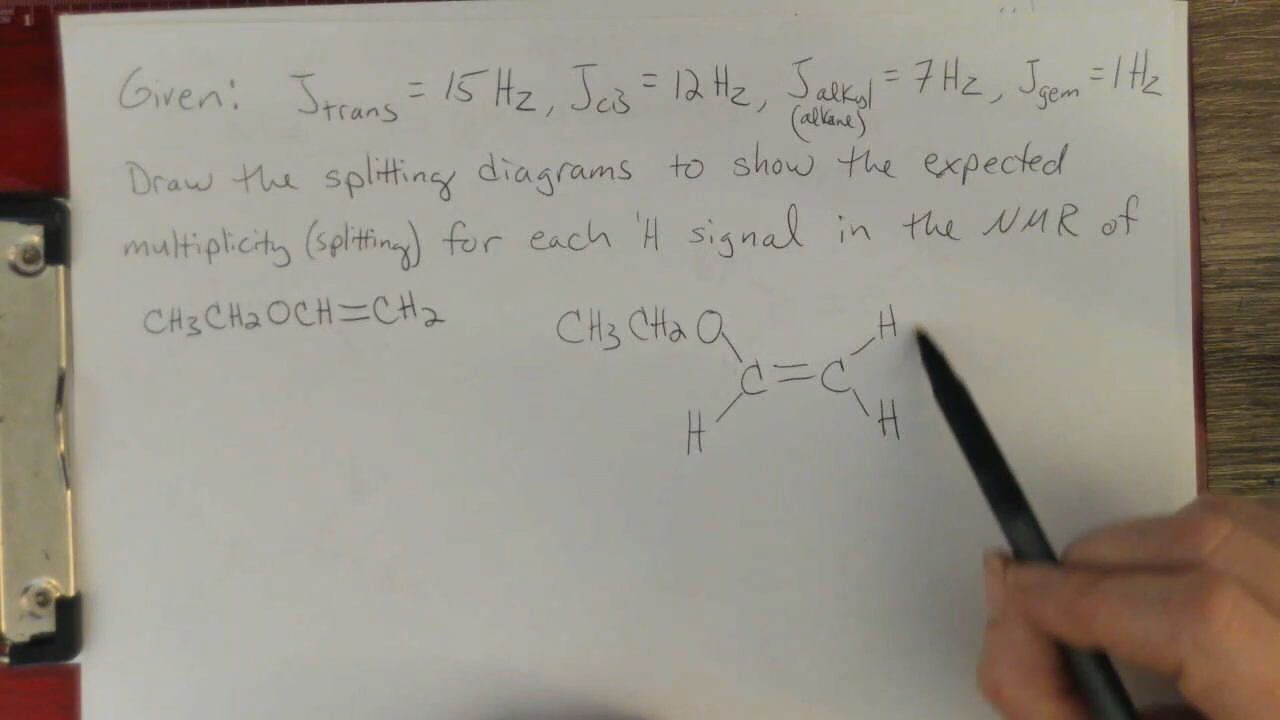 Given: Jtrans = 15 Hz, Jcis = 12 Hz, Jalkyl = 7 Hz, Jgem = 1 Hz
(alkane)
Draw the splitting diagrams to show the expected
multiplicity (splitting) for each ¹H signal in the NMR of
CH₃CH₂OCH=CH₂ CH₃CH₂O H
C=C
H H